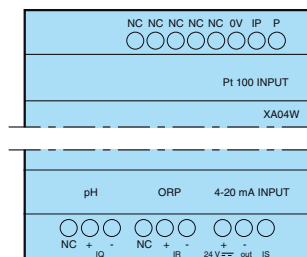 NC NC NC NC NC 0V IP P
Pt 100 INPUT
XA04W
pH ORP 4-20 mA INPUT
NC + - NC + - + -
IQ IR 24 V out IS